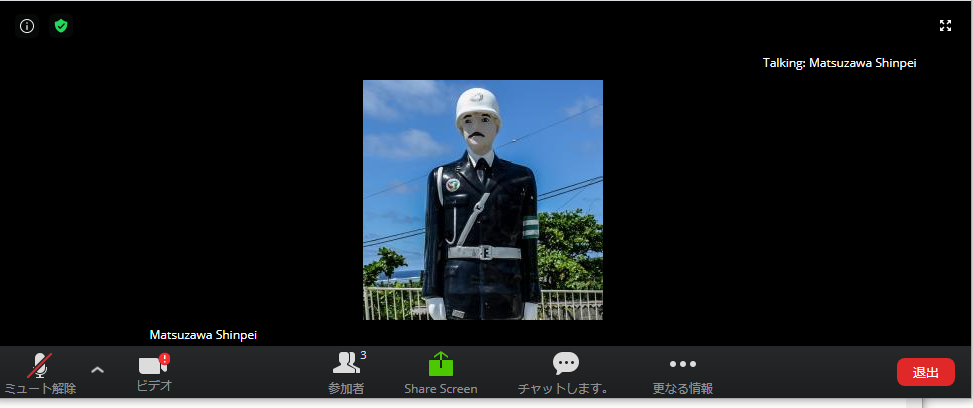 Talking: Matsuzawa Shinpei
Matsuzawa Shinpei
ミュート解除
ビデオ
3
参加者
Share Screen
チャットします。
更なる情報
退出